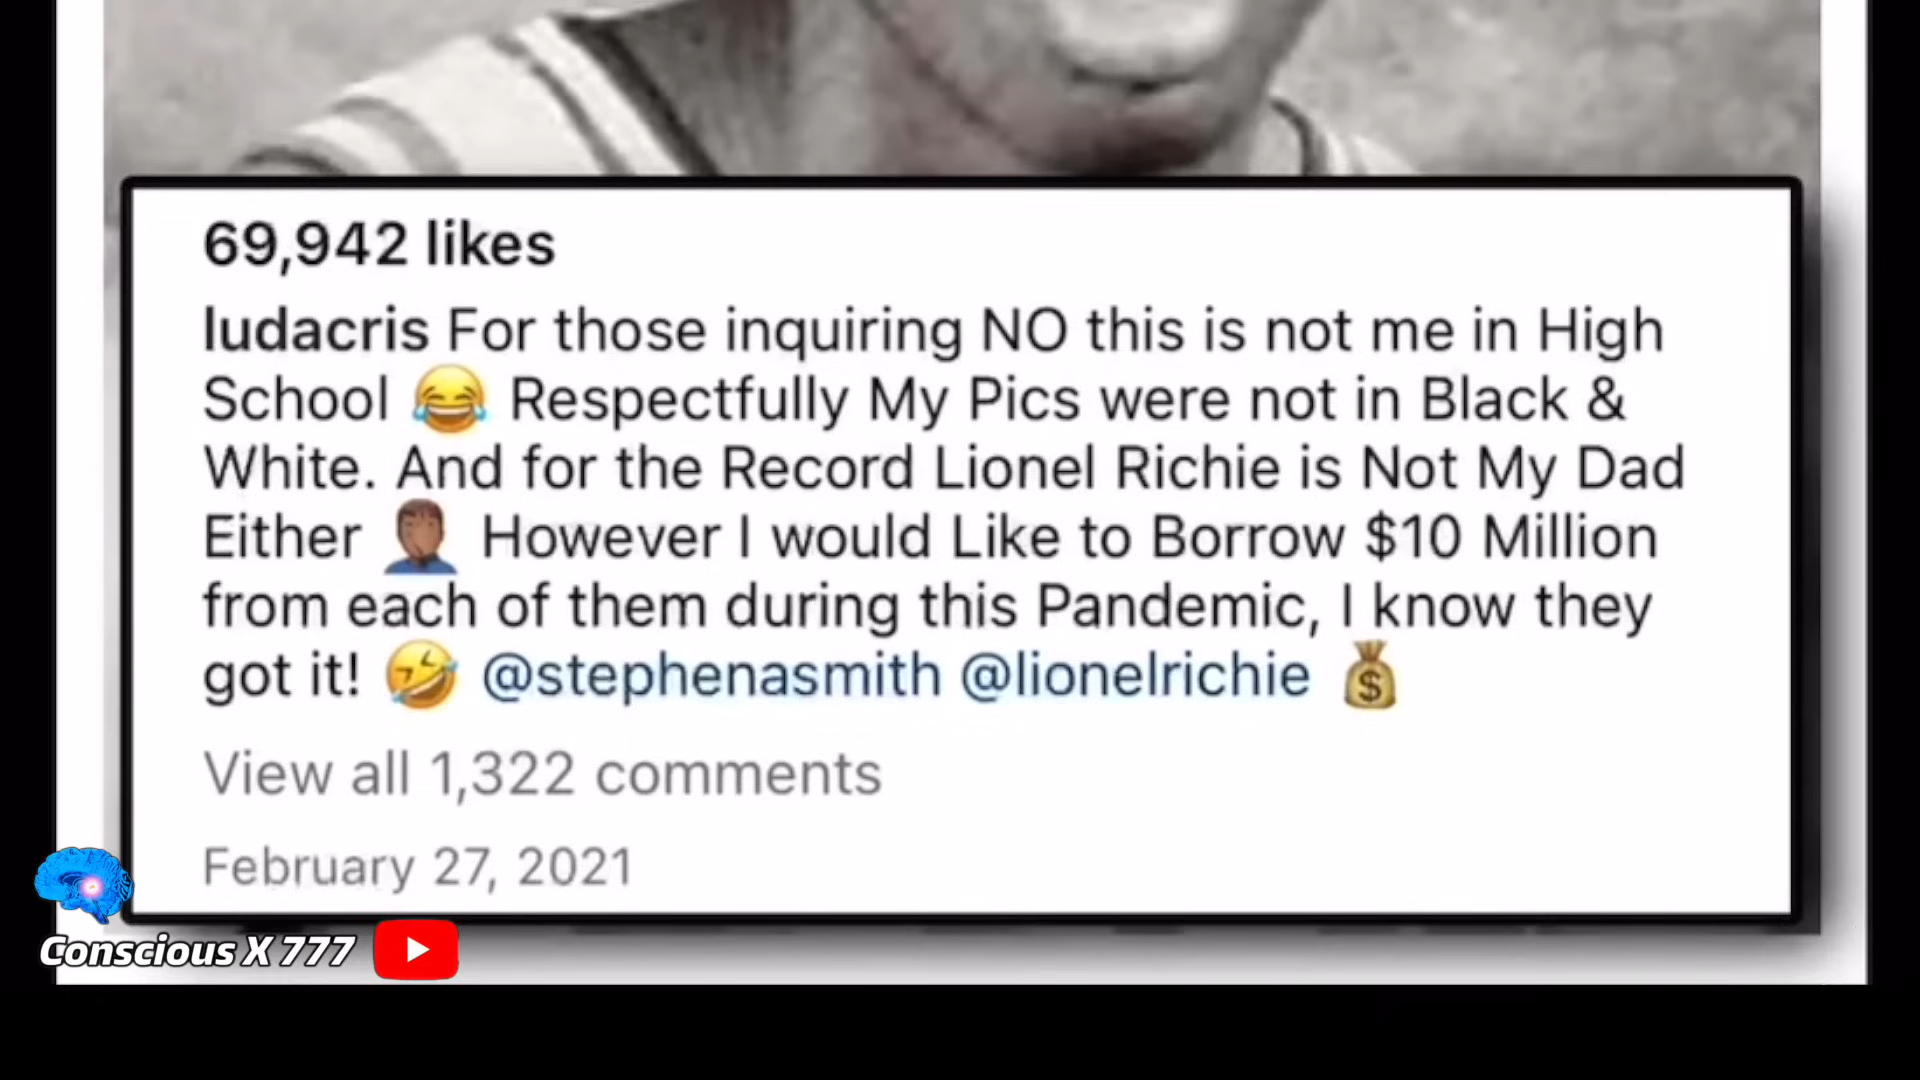 69,942 likes
ludacris For those inquiring NO this is not me in High
School 😂 Respectfully My Pics were not in Black &
White. And for the Record Lionel Richie is Not My Dad
Either 🤦🏾‍♂️ However I would Like to Borrow $10 Million
from each of them during this Pandemic, I know they
got it! 🤣 @stephenasmith @lionelrichie 💰
View all 1,322 comments
February 27, 2021
Conscious X 777